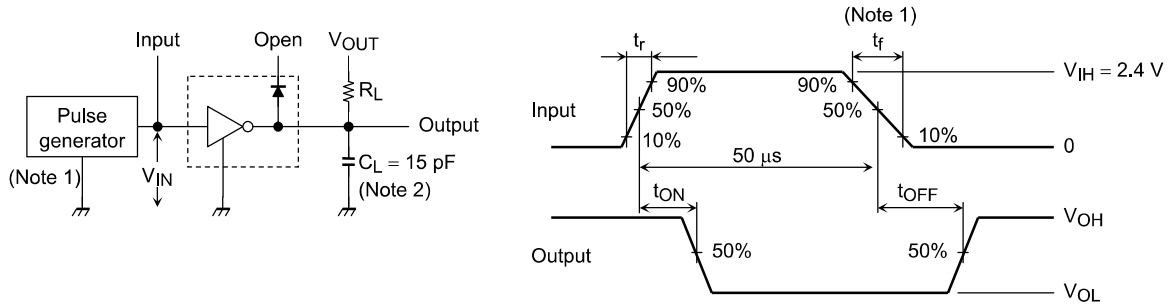 Input
Open
VOUT
RL
Pulse
generator
Output
(Note 1)
VIN
CL = 15 pF
(Note 2)
(Note 1)
tr
tf
VIH = 2.4 V
90%
90%
Input
50%
50%
10%
10%
0
50 μs
tON
tOFF
VOH
Output
50%
50%
VOL